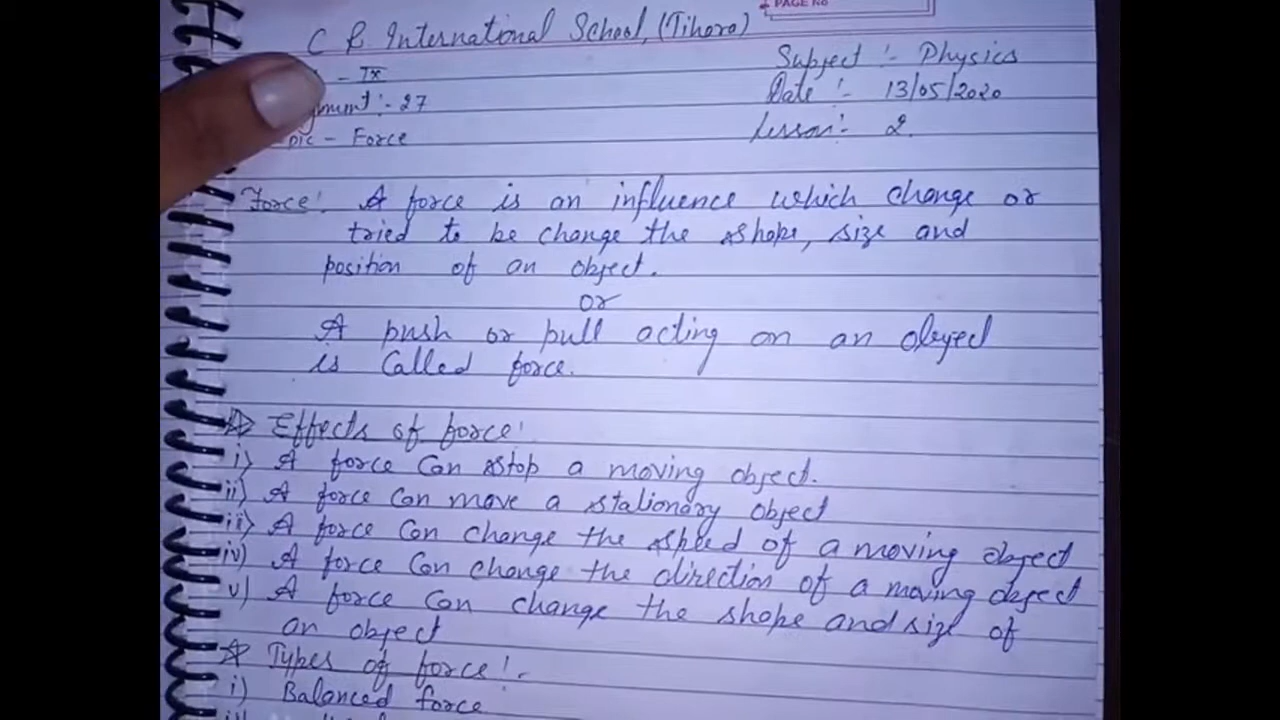 PAGE No
C R International School, (Tihora)
Subject :- Physics
- IX
Date :- 13/05/2020
:- 27
Lesson :- 2.
- Force
Force : A force is an influence which change or
tried to be change the shape, size and
position of an object.
or
A push or pull acting on an object
is Called force.
Effects of force :
i) A force Can stop a moving object.
ii) A force Can move a stationary object
iii) A force Can change the speed of a moving object
iv) A force Can change the direction of a moving object
v) A force Can change the shape and size of
an object
Types of force :-
i) Balanced force